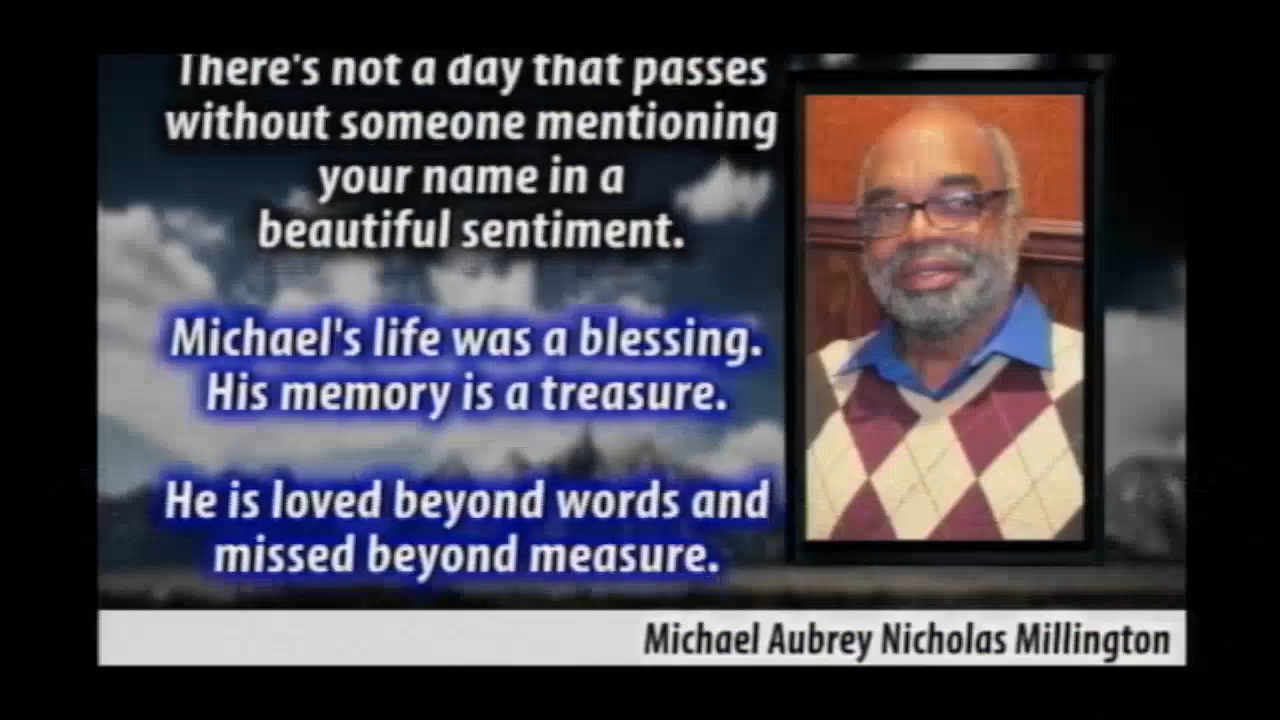 There's not a day that passes
without someone mentioning
your name in a
beautiful sentiment.
Michael's life was a blessing.
His memory is a treasure.
He is loved beyond words and
missed beyond measure.
Michael Aubrey Nicholas Millington